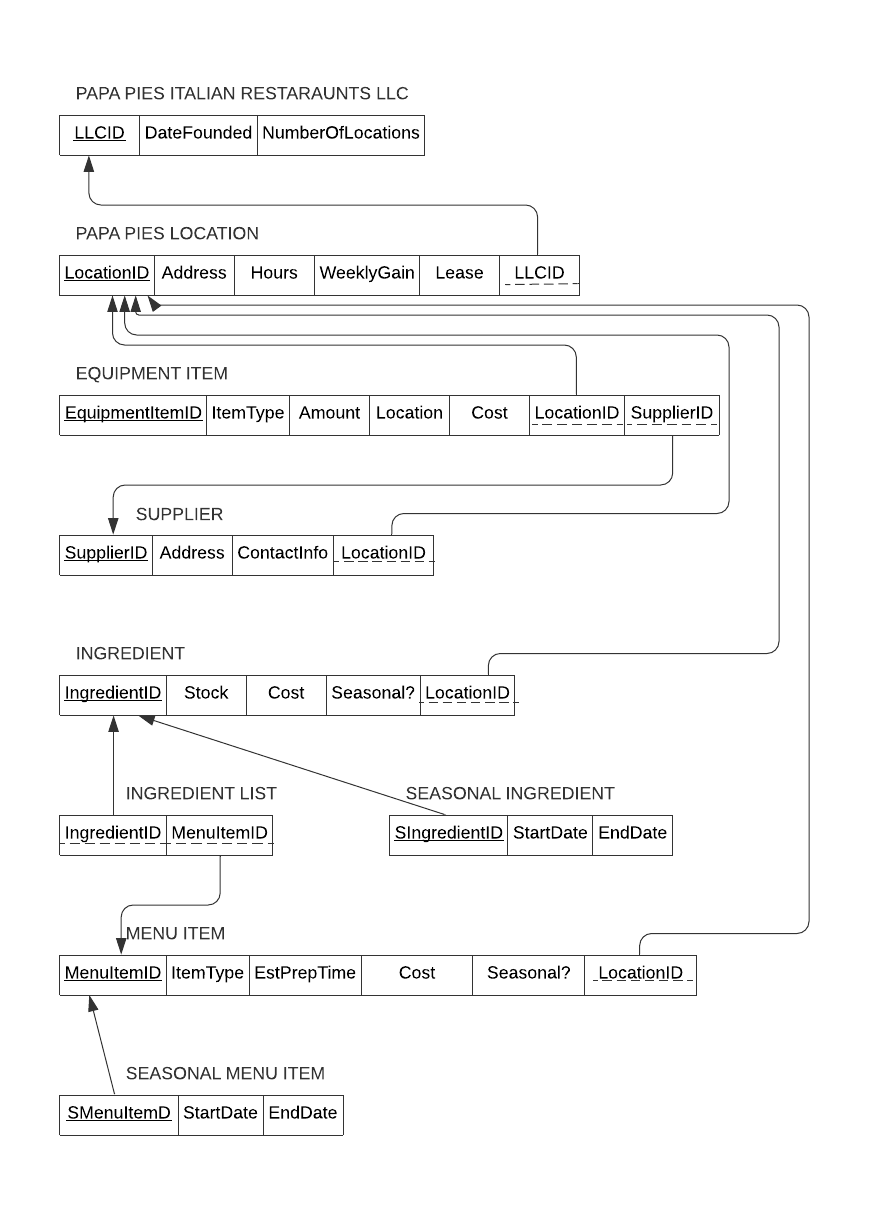 PAPA PIES ITALIAN RESTARAUNTS LLC
LLCID DateFounded NumberOfLocations
PAPA PIES LOCATION
LocationID Address Hours WeeklyGain Lease LLCID
EQUIPMENT ITEM
EquipmentItemID ItemType Amount Location Cost LocationID SupplierID
SUPPLIER
SupplierID Address ContactInfo LocationID
INGREDIENT
IngredientID Stock Cost Seasonal? LocationID
INGREDIENT LIST SEASONAL INGREDIENT
IngredientID MenuItemID SIngredientID StartDate EndDate
MENU ITEM
MenuItemID ItemType EstPrepTime Cost Seasonal? LocationID
SEASONAL MENU ITEM
SMenuItemD StartDate EndDate